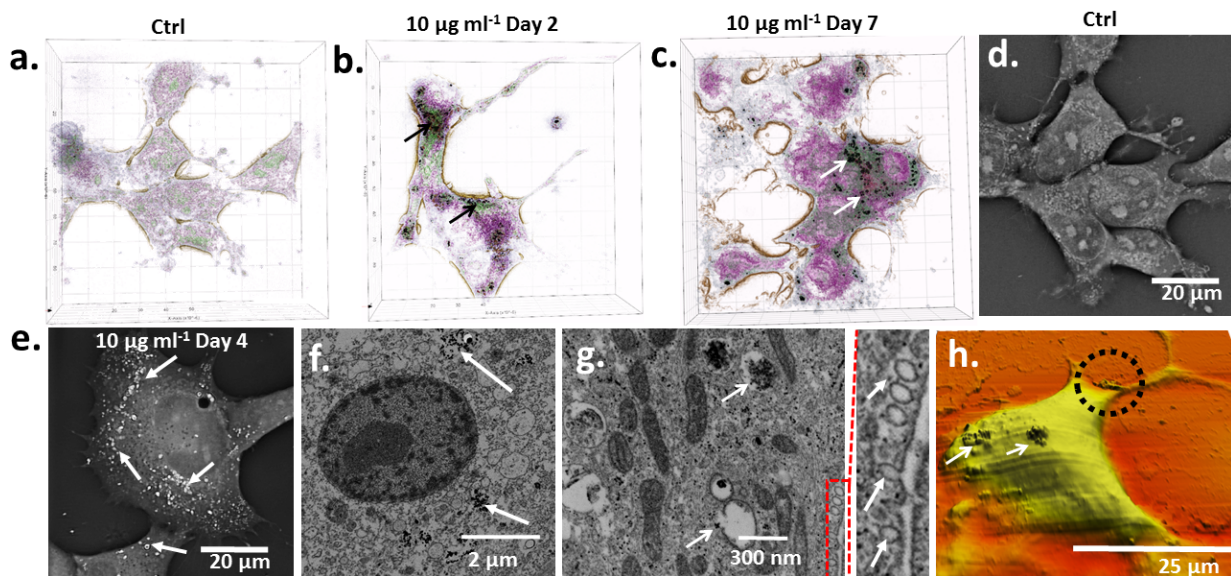 Ctrl
10 µg ml⁻¹ Day 2
10 µg ml⁻¹ Day 7
Ctrl
a.
b.
c.
d.
20 µm
e.
10 µg ml⁻¹ Day 4
20 µm
f.
2 µm
g.
300 nm
h.
25 µm